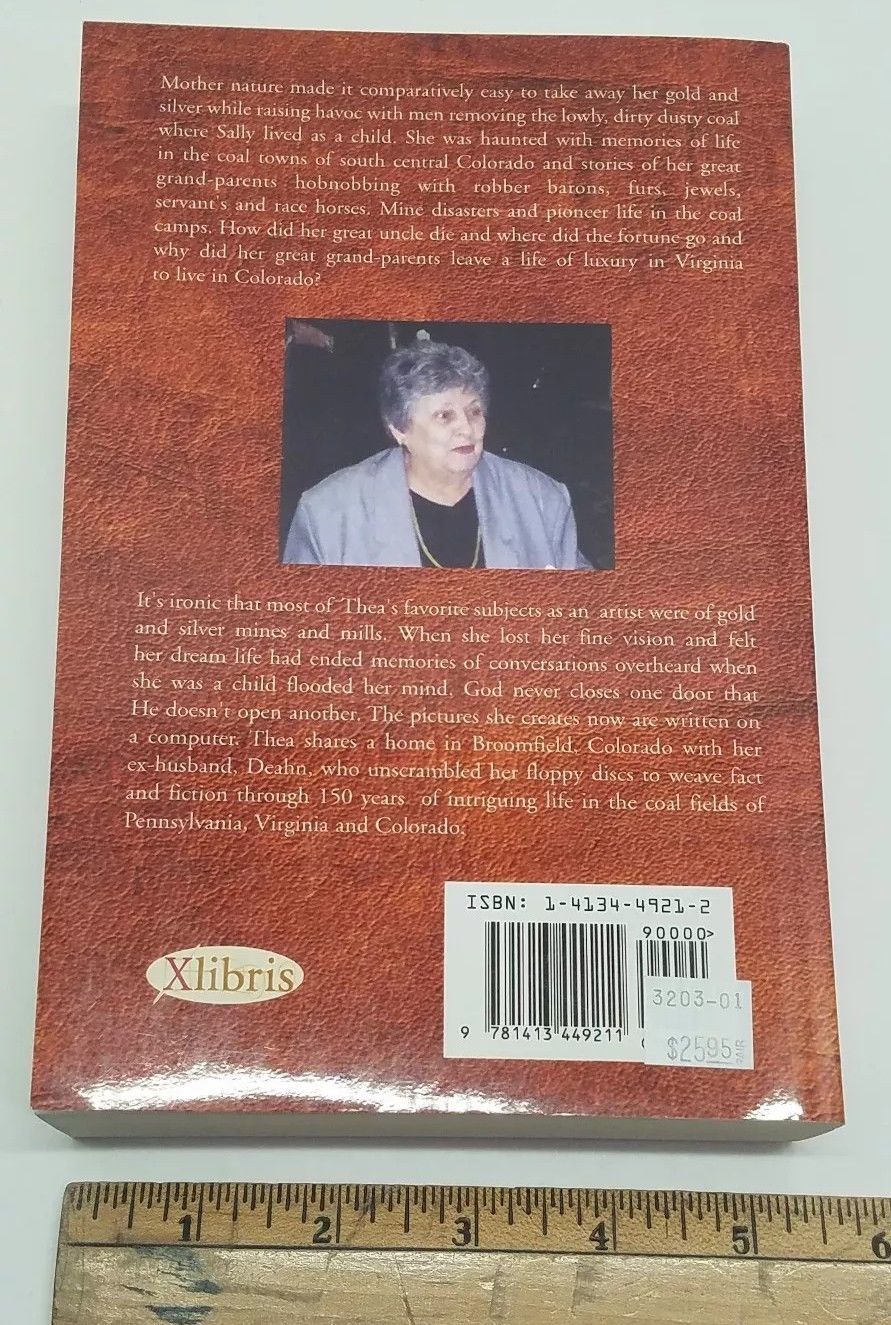 Mother nature made it comparatively easy to take away her gold and
silver while raising havoc with men removing the lowly, dirty dusty coal
where Sally lived as a child. She was haunted with memories of life
in the coal towns of south central Colorado and stories of her great
grand-parents hobnobbing with robber barons, furs, jewels,
servant's and race horses. Mine disasters and pioneer life in the coal
camps. How did her great uncle die and where did the fortune go and
why did her great grand-parents leave a life of luxury in Virginia
to live in Colorado?
It's ironic that most of Thea's favorite subjects as an artist were of gold
and silver mines and mills. When she lost her fine vision and felt
her dream life had ended memories of conversations overheard when
she was a child flooded her mind. God never closes one door that
He doesn't open another. The pictures she creates now are written on
a computer. Thea shares a home in Broomfield, Colorado with her
ex-husband, Deahn, who unscrambled her floppy discs to weave fact
and fiction through 150 years of intriguing life in the coal fields of
Pennsylvania, Virginia and Colorado.
ISBN: 1-4134-4921-2
90000>
Xlibris
3203-01
9 781413 449211
$25.95
1 2 3 4 5 6